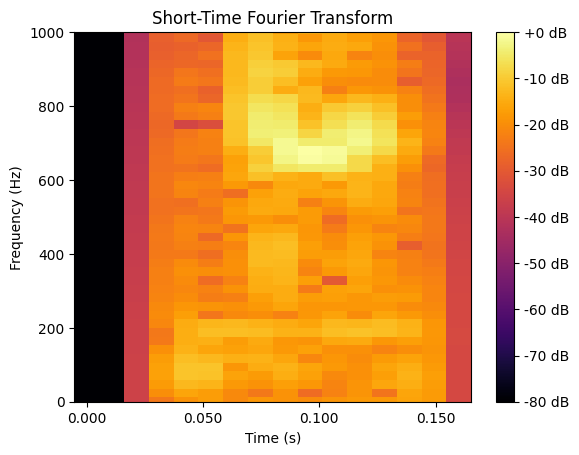 Short-Time Fourier Transform
1000
800
600
400
200
0
Frequency (Hz)
0.000
0.050
0.100
0.150
Time (s)
+0 dB
-10 dB
-20 dB
-30 dB
-40 dB
-50 dB
-60 dB
-70 dB
-80 dB